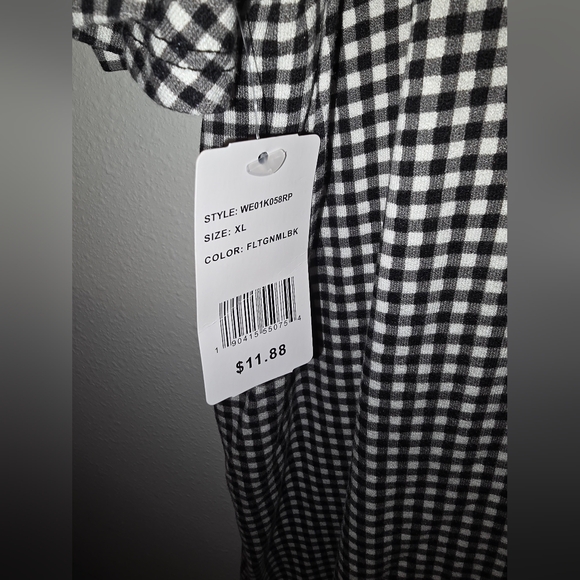 STYLE: WE01K058RP
SIZE: XL
COLOR: FLTGNMLBK
1 90415 55075 4
$11.88